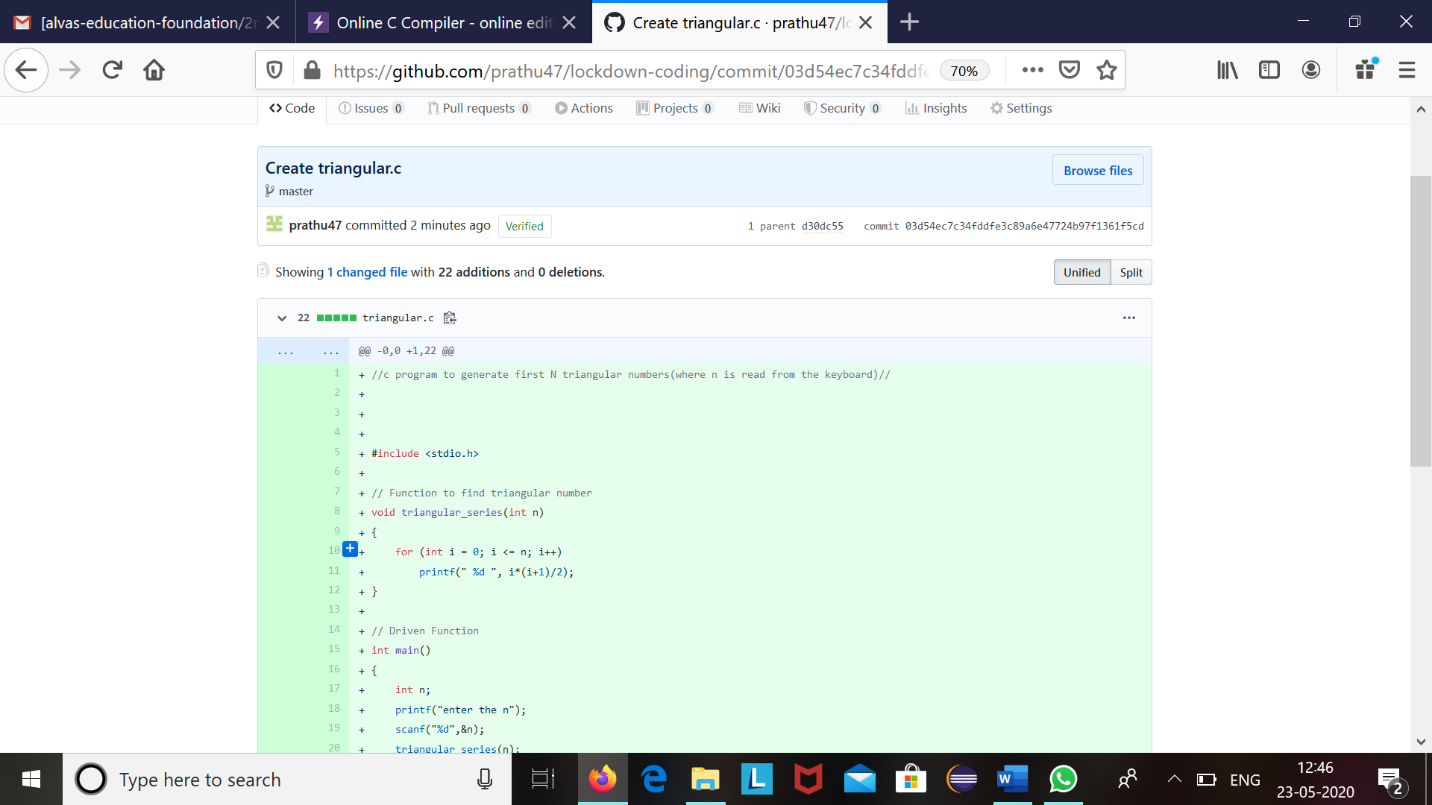 [alvas-education-foundation/2r
Online C Compiler - online edit
Create triangular.c · prathu47/lo
https://github.com/prathu47/lockdown-coding/commit/03d54ec7c34fddfe
70%
Code
Issues 0
Pull requests 0
Actions
Projects 0
Wiki
Security 0
Insights
Settings
Create triangular.c
Browse files
master
prathu47 committed 2 minutes ago
Verified
1 parent d30dc55
commit 03d54ec7c34fddfe3c89a6e47724b97f1361f5cd
Showing 1 changed file with 22 additions and 0 deletions.
Unified
Split
22
triangular.c
... ... @@ -0,0 +1,22 @@
1 + //c program to generate first N triangular numbers(where n is read from the keyboard)//
2 +
3 +
4 +
5 + #include <stdio.h>
6 +
7 + // Function to find triangular number
8 + void triangular_series(int n)
9 + {
10 + for (int i = 0; i <= n; i++)
11 + printf(" %d ", i*(i+1)/2);
12 + }
13 +
14 + // Driven Function
15 + int main()
16 + {
17 + int n;
18 + printf("enter the n");
19 + scanf("%d",&n);
20 + triangular_series(n);
Type here to search
L
W
ENG
12:46
23-05-2020
2